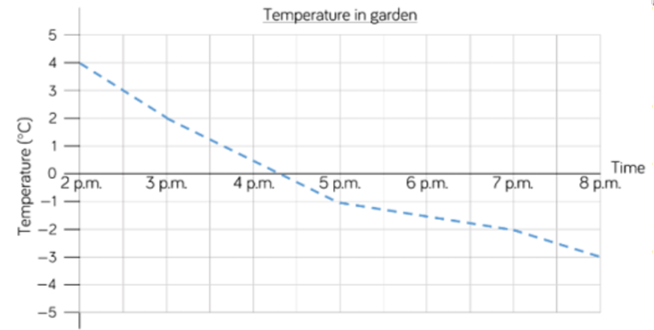 Temperature in garden
5
4
3
2
1
0
Time
2 p.m. 3 p.m. 4 p.m. 5 p.m. 6 p.m. 7 p.m. 8 p.m.
−1
−2
−3
−4
−5
Temperature (°C)